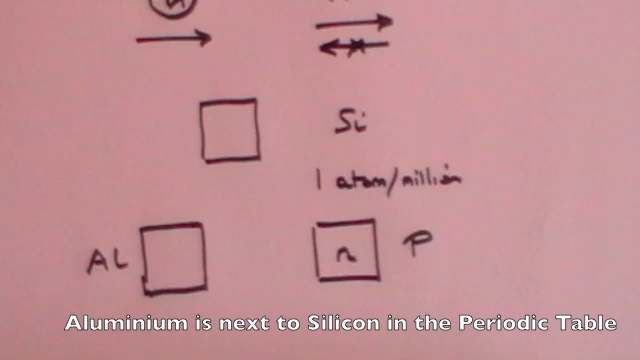 Si
1 atom/million
AL
n
P
Aluminium is next to Silicon in the Periodic Table